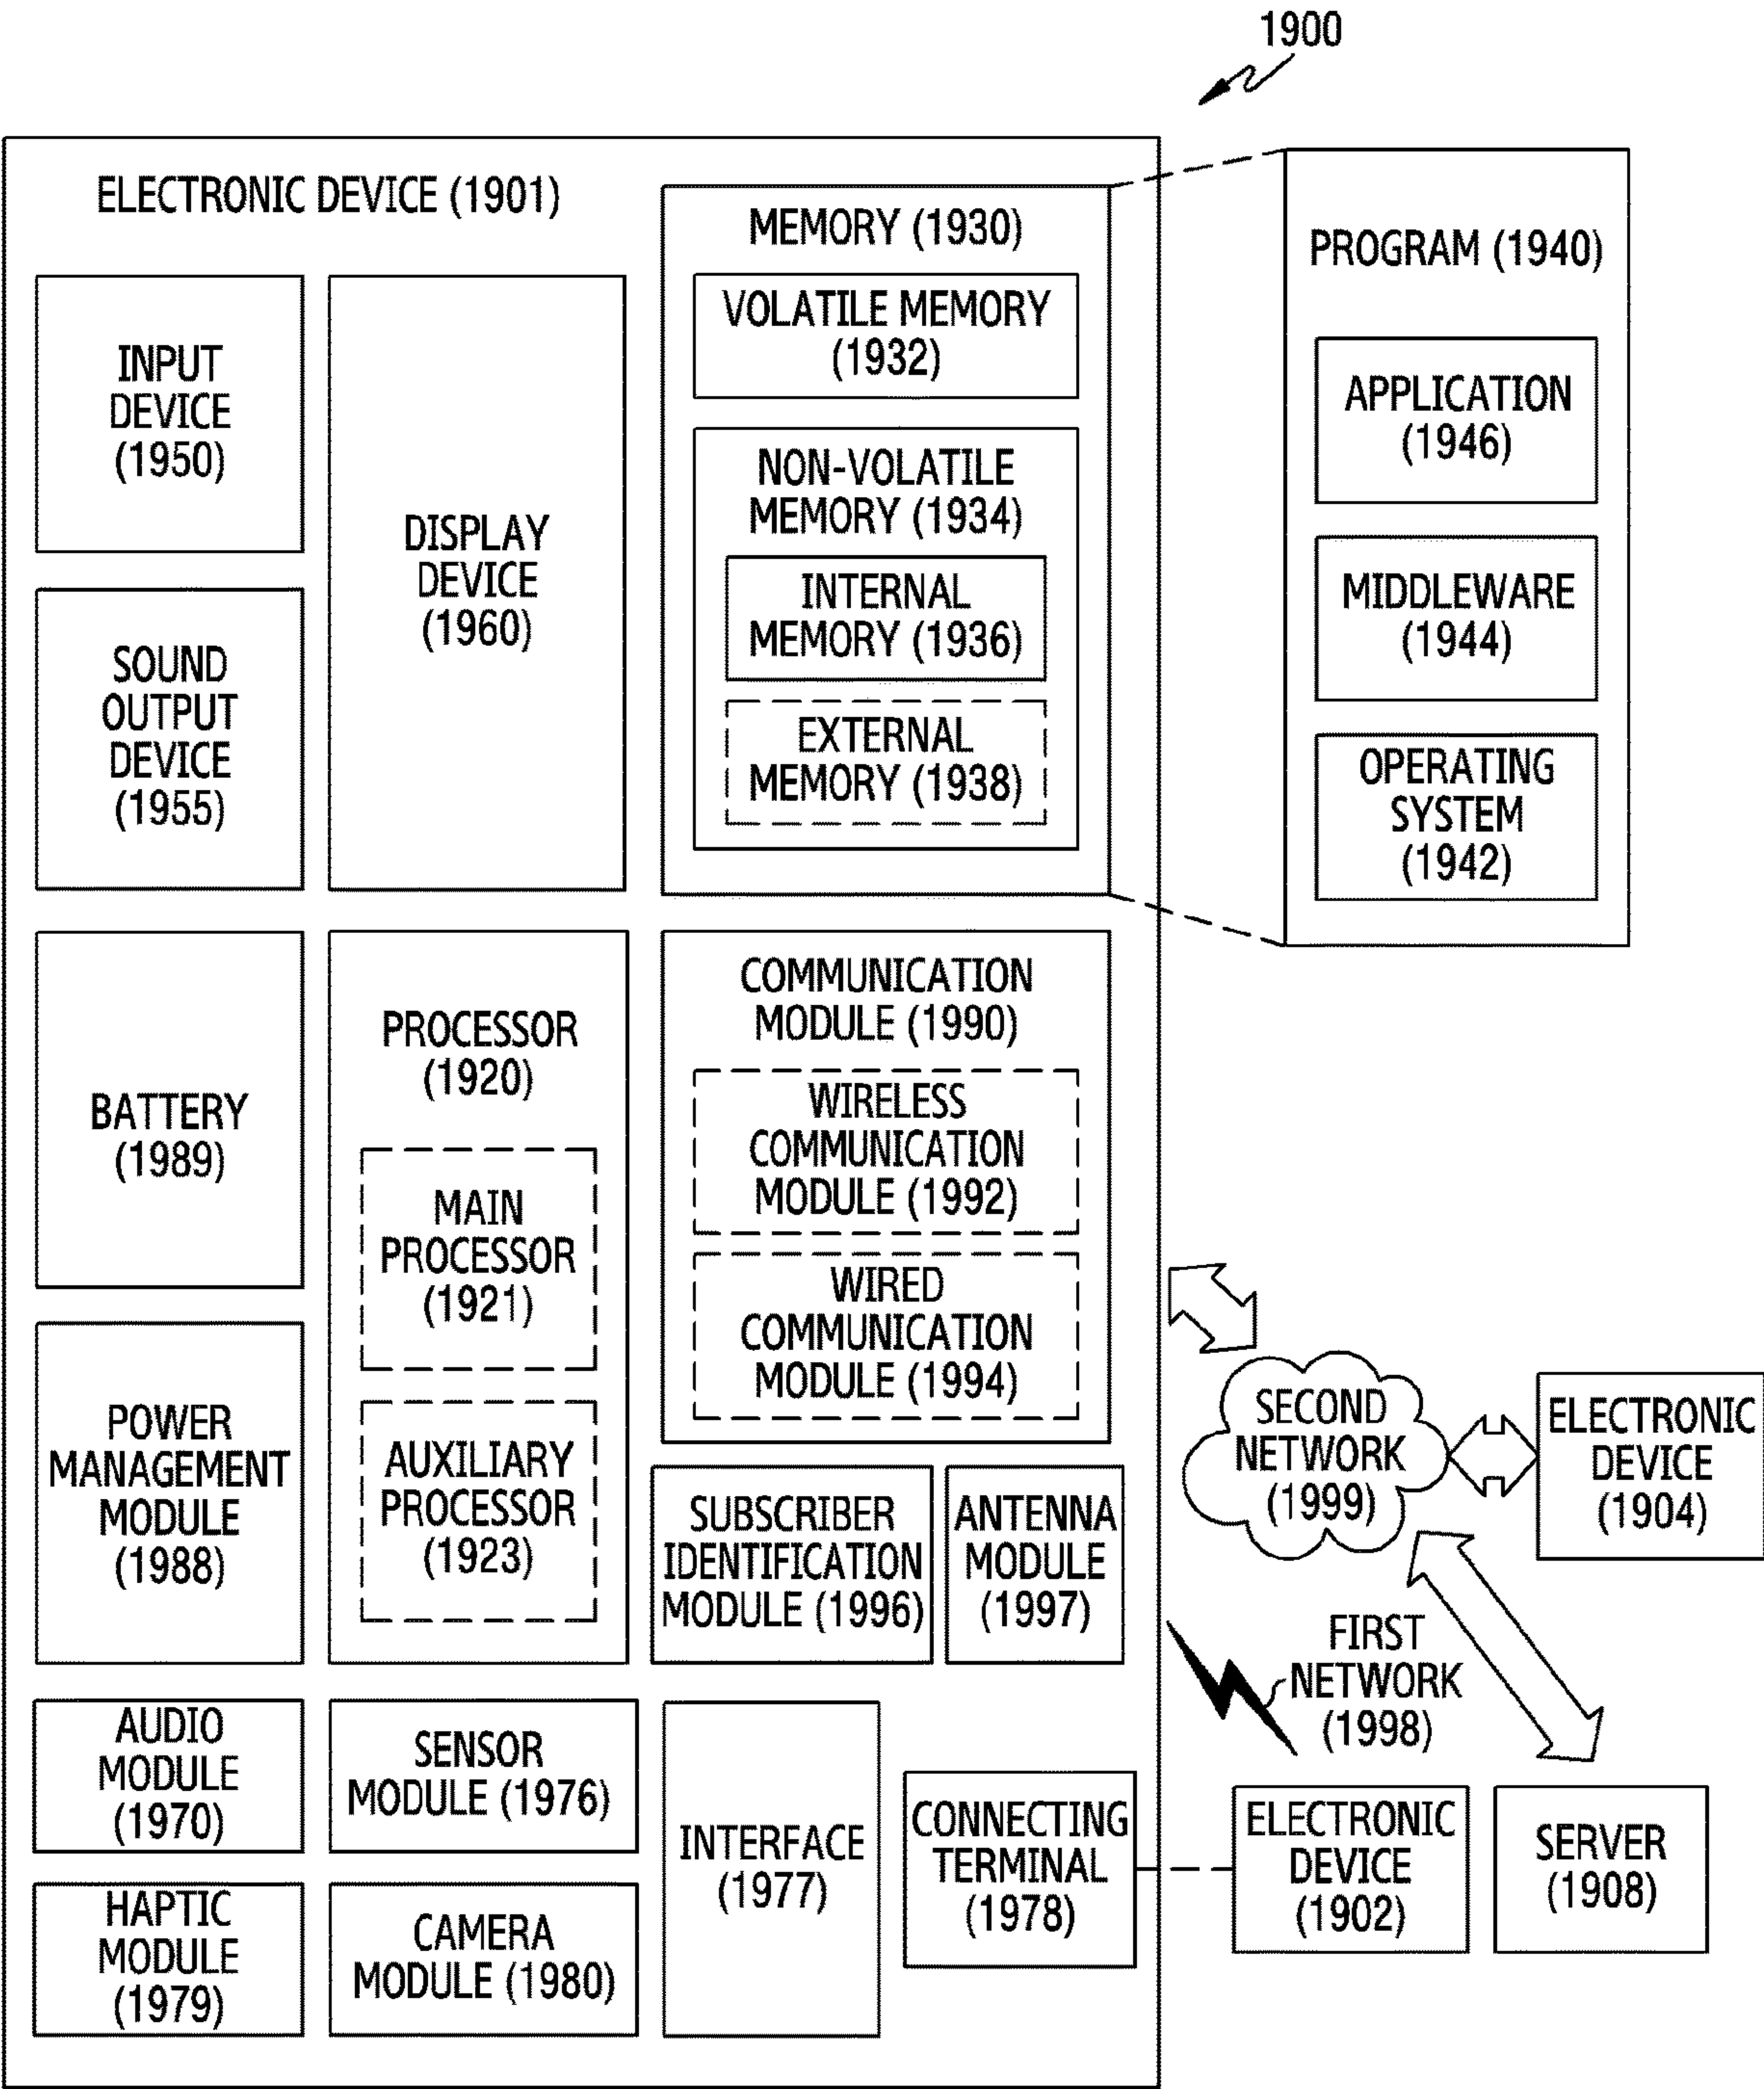 1900
ELECTRONIC DEVICE (1901)
INPUT
DEVICE
(1950)
SOUND
OUTPUT
DEVICE
(1955)
DISPLAY
DEVICE
(1960)
MEMORY (1930)
VOLATILE MEMORY
(1932)
NON-VOLATILE
MEMORY (1934)
INTERNAL
MEMORY (1936)
EXTERNAL
MEMORY (1938)
PROGRAM (1940)
APPLICATION
(1946)
MIDDLEWARE
(1944)
OPERATING
SYSTEM
(1942)
BATTERY
(1989)
POWER
MANAGEMENT
MODULE
(1988)
PROCESSOR
(1920)
MAIN
PROCESSOR
(1921)
AUXILIARY
PROCESSOR
(1923)
COMMUNICATION
MODULE (1990)
WIRELESS
COMMUNICATION
MODULE (1992)
WIRED
COMMUNICATION
MODULE (1994)
SUBSCRIBER
IDENTIFICATION
MODULE (1996)
ANTENNA
MODULE
(1997)
SECOND
NETWORK
(1999)
ELECTRONIC
DEVICE
(1904)
FIRST
NETWORK
(1998)
AUDIO
MODULE
(1970)
SENSOR
MODULE (1976)
HAPTIC
MODULE
(1979)
CAMERA
MODULE (1980)
INTERFACE
(1977)
CONNECTING
TERMINAL
(1978)
ELECTRONIC
DEVICE
(1902)
SERVER
(1908)